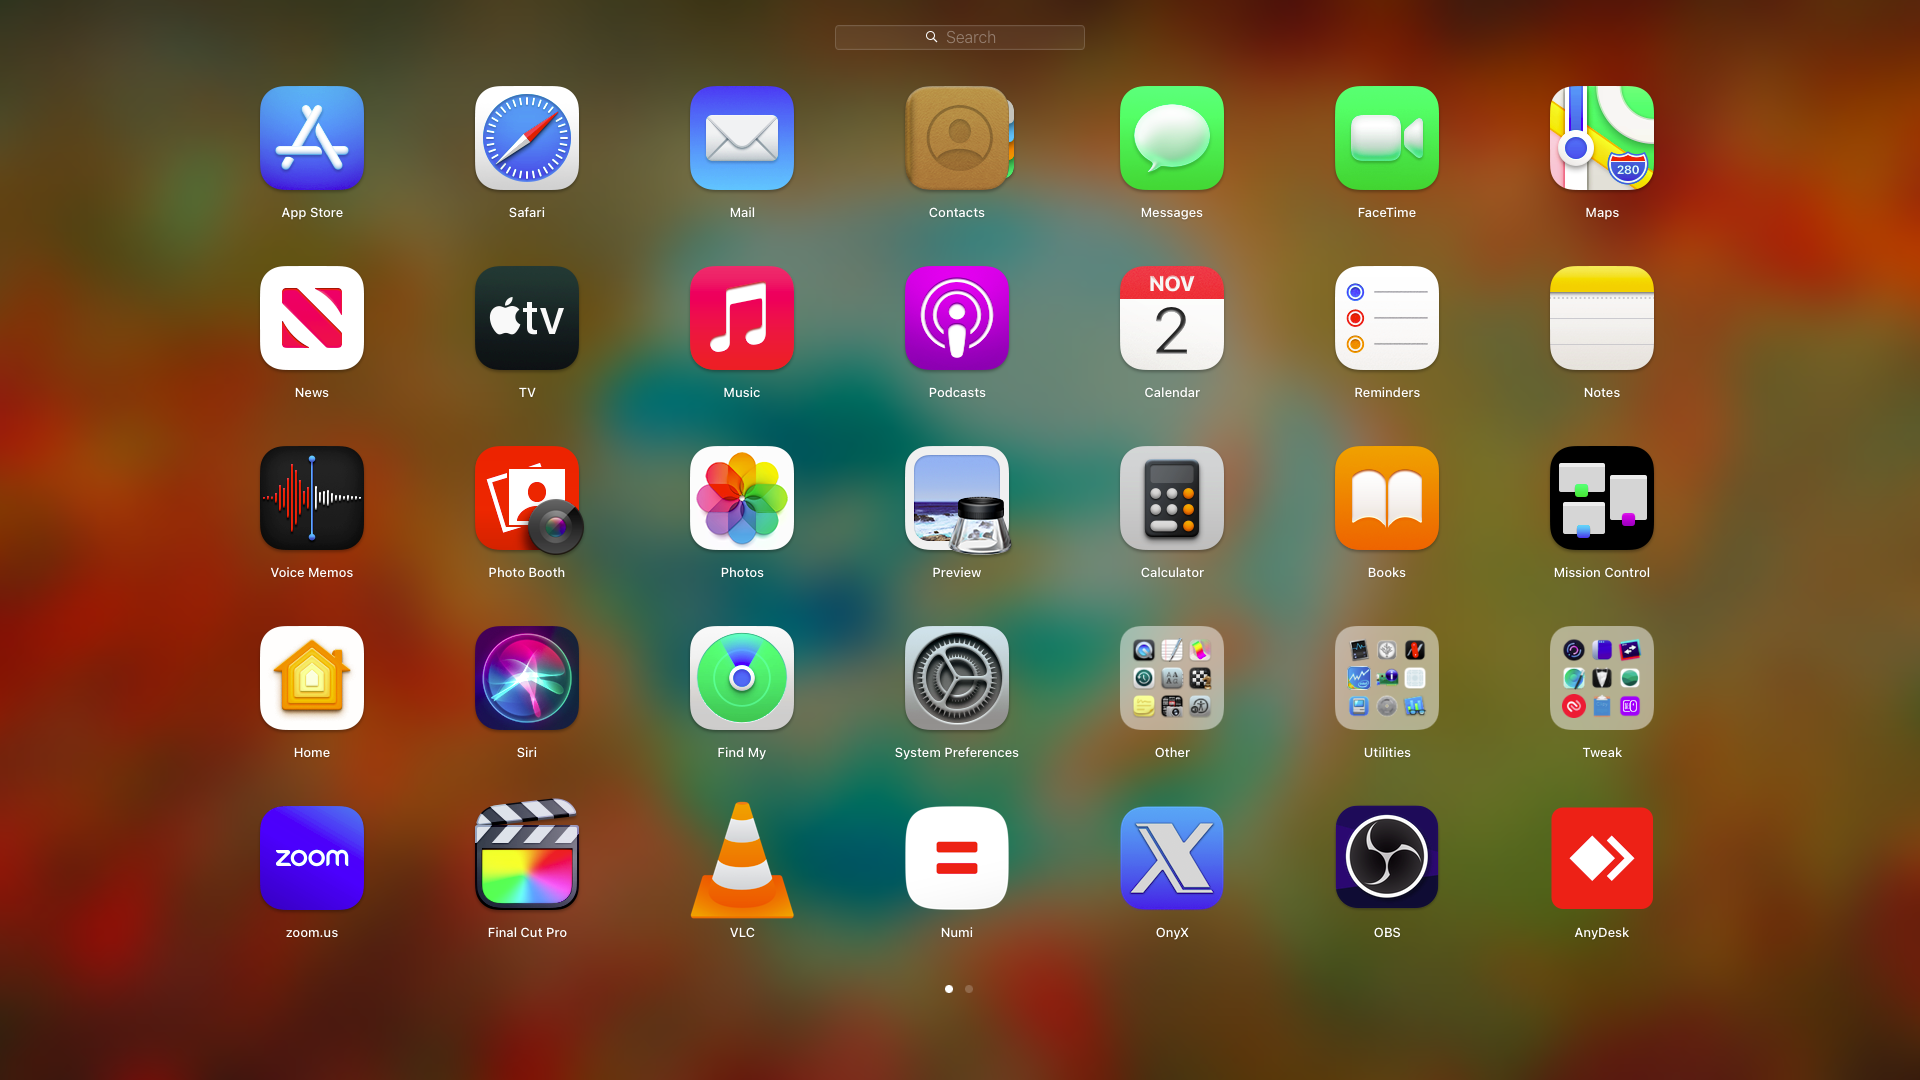 Search
280
App Store
Safari
Mail
Contacts
Messages
FaceTime
Maps
tv
NOV
2
News
TV
Music
Podcasts
Calendar
Reminders
Notes
Voice Memos
Photo Booth
Photos
Preview
Calculator
Books
Mission Control
Home
Siri
Find My
System Preferences
Other
Utilities
Tweak
zoom
X
zoom.us
Final Cut Pro
VLC
Numi
OnyX
OBS
AnyDesk